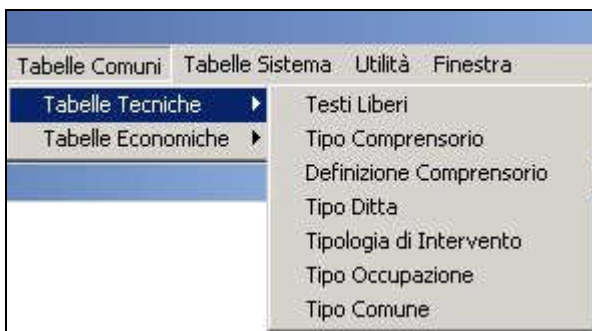 Tabelle Comuni Tabelle Sistema Utilità Finestra
Tabelle Tecniche
Tabelle Economiche
Testi Liberi
Tipo Comprensorio
Definizione Comprensorio
Tipo Ditta
Tipologia di Intervento
Tipo Occupazione
Tipo Comune